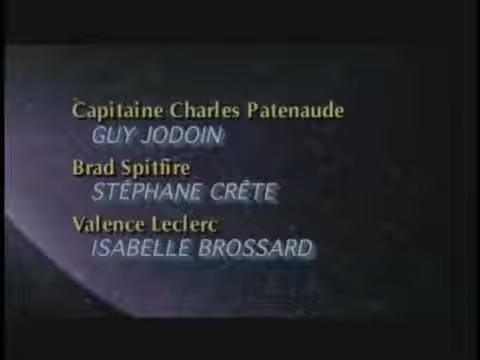 Capitaine Charles Patenaude
GUY JODOIN
Brad Spitfire
STÉPHANE CRÊTE
Valence Leclerc
ISABELLE BROSSARD